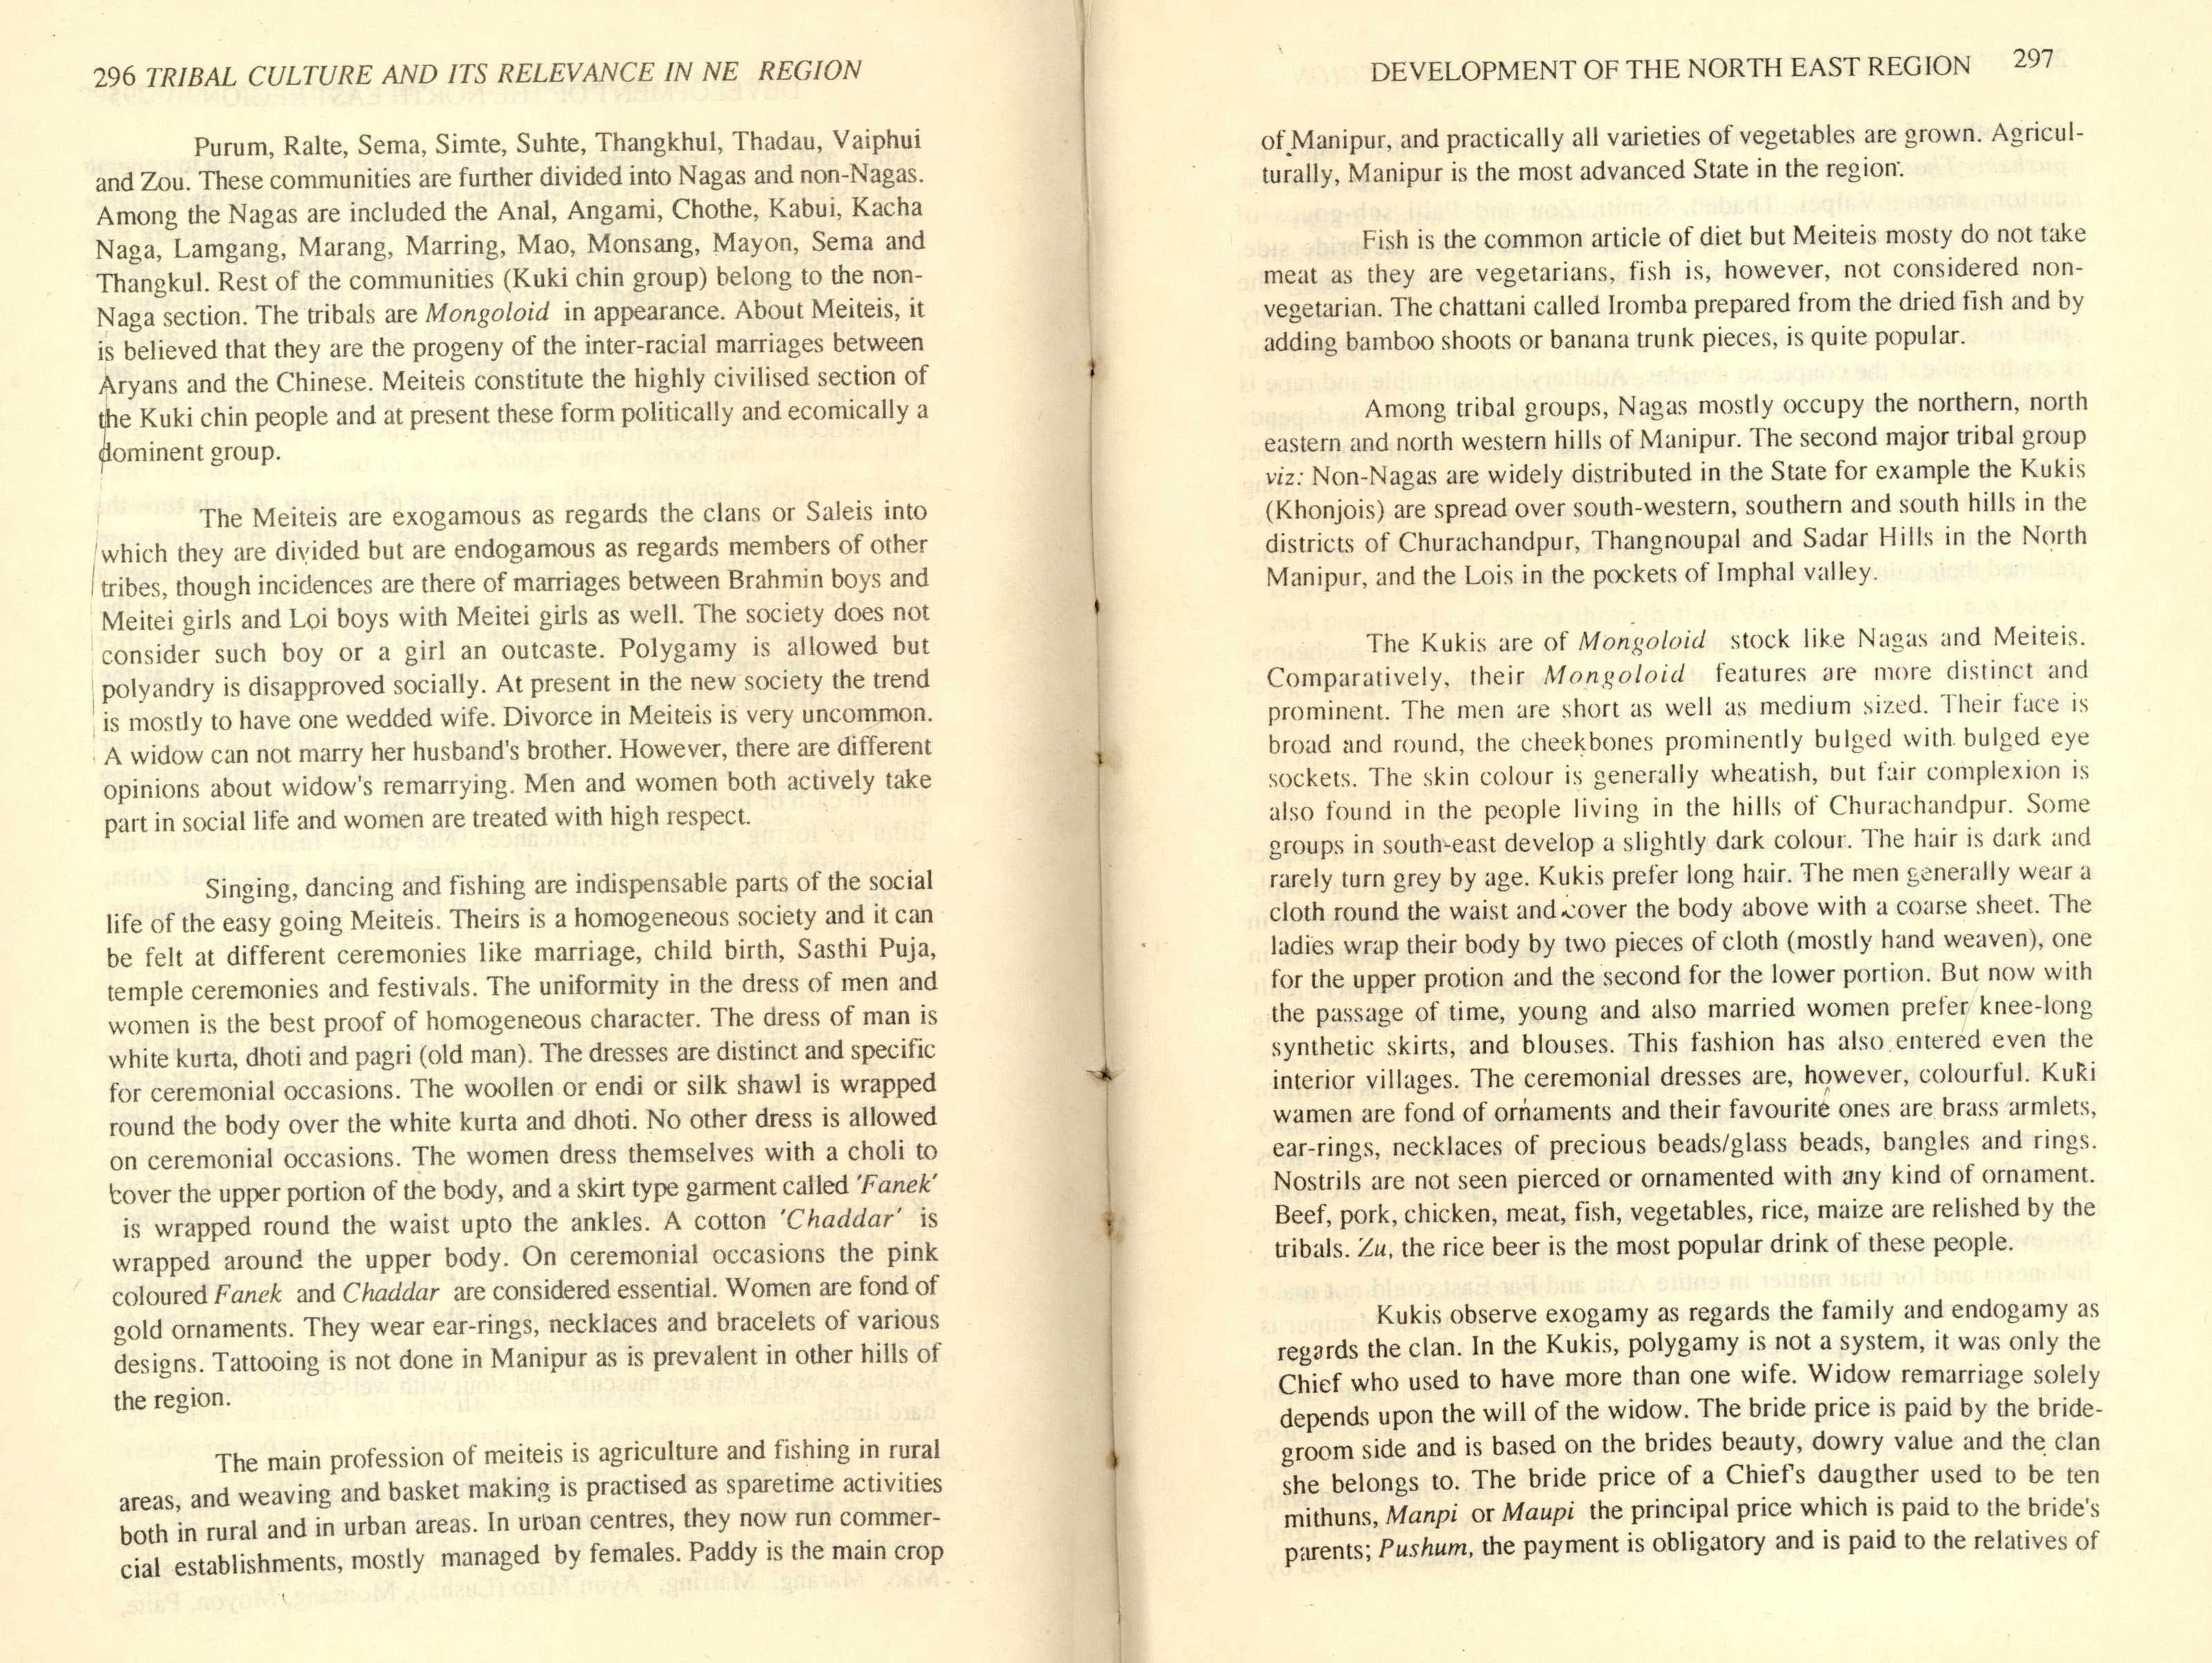 296 TRIBAL CULTURE AND ITS RELEVANCE IN NE REGION
Purum, Ralte, Sema, Simte, Suhte, Thangkhul, Thadau, Vaiphui
and Zou. These communities are further divided into Nagas and non-Nagas.
Among the Nagas are included the Anal, Angami, Chothe, Kabui, Kacha
Naga, Lamgang, Marang, Marring, Mao, Monsang, Mayon, Sema and
Thangkul. Rest of the communities (Kuki chin group) belong to the non-
Naga section. The tribals are Mongoloid in appearance. About Meiteis, it
is believed that they are the progeny of the inter-racial marriages between
Aryans and the Chinese. Meiteis constitute the highly civilised section of
the Kuki chin people and at present these form politically and ecomically a
dominent group.
The Meiteis are exogamous as regards the clans or Saleis into
which they are divided but are endogamous as regards members of other
tribes, though incidences are there of marriages between Brahmin boys and
Meitei girls and Loi boys with Meitei girls as well. The society does not
consider such boy or a girl an outcaste. Polygamy is allowed but
polyandry is disapproved socially. At present in the new society the trend
is mostly to have one wedded wife. Divorce in Meiteis is very uncommon.
A widow can not marry her husband's brother. However, there are different
opinions about widow's remarrying. Men and women both actively take
part in social life and women are treated with high respect.
Singing, dancing and fishing are indispensable parts of the social
life of the easy going Meiteis. Theirs is a homogeneous society and it can
be felt at different ceremonies like marriage, child birth, Sasthi Puja,
temple ceremonies and festivals. The uniformity in the dress of men and
women is the best proof of homogeneous character. The dress of man is
white kurta, dhoti and pagri (old man). The dresses are distinct and specific
for ceremonial occasions. The woollen or endi or silk shawl is wrapped
round the body over the white kurta and dhoti. No other dress is allowed
on ceremonial occasions. The women dress themselves with a choli to
cover the upper portion of the body, and a skirt type garment called 'Fanek'
is wrapped round the waist upto the ankles. A cotton 'Chaddar' is
wrapped around the upper body. On ceremonial occasions the pink
coloured Fanek and Chaddar are considered essential. Women are fond of
gold ornaments. They wear ear-rings, necklaces and bracelets of various
designs. Tattooing is not done in Manipur as is prevalent in other hills of
the region.
The main profession of meiteis is agriculture and fishing in rural
areas, and weaving and basket making is practised as sparetime activities
both in rural and in urban areas. In urban centres, they now run commer-
cial establishments, mostly managed by females. Paddy is the main crop
DEVELOPMENT OF THE NORTH EAST REGION 297
of Manipur, and practically all varieties of vegetables are grown. Agricul-
turally, Manipur is the most advanced State in the region.
Fish is the common article of diet but Meiteis mosty do not take
meat as they are vegetarians, fish is, however, not considered non-
vegetarian. The chattani called Iromba prepared from the dried fish and by
adding bamboo shoots or banana trunk pieces, is quite popular.
Among tribal groups, Nagas mostly occupy the northern, north
eastern and north western hills of Manipur. The second major tribal group
viz: Non-Nagas are widely distributed in the State for example the Kukis
(Khonjois) are spread over south-western, southern and south hills in the
districts of Churachandpur, Thangnoupal and Sadar Hills in the North
Manipur, and the Lois in the pockets of Imphal valley.
The Kukis are of Mongoloid stock like Nagas and Meiteis.
Comparatively, their Mongoloid features are more distinct and
prominent. The men are short as well as medium sized. Their face is
broad and round, the cheekbones prominently bulged with bulged eye
sockets. The skin colour is generally wheatish, but fair complexion is
also found in the people living in the hills of Churachandpur. Some
groups in south-east develop a slightly dark colour. The hair is dark and
rarely turn grey by age. Kukis prefer long hair. The men generally wear a
cloth round the waist and cover the body above with a coarse sheet. The
ladies wrap their body by two pieces of cloth (mostly hand weaven), one
for the upper protion and the second for the lower portion. But now with
the passage of time, young and also married women prefer knee-long
synthetic skirts, and blouses. This fashion has also entered even the
interior villages. The ceremonial dresses are, however, colourful. Kuki
wamen are fond of ornaments and their favourite ones are brass armlets,
ear-rings, necklaces of precious beads/glass beads, bangles and rings.
Nostrils are not seen pierced or ornamented with any kind of ornament.
Beef, pork, chicken, meat, fish, vegetables, rice, maize are relished by the
tribals. Zu, the rice beer is the most popular drink of these people.
Kukis observe exogamy as regards the family and endogamy as
regards the clan. In the Kukis, polygamy is not a system, it was only the
Chief who used to have more than one wife. Widow remarriage solely
depends upon the will of the widow. The bride price is paid by the bride-
groom side and is based on the brides beauty, dowry value and the clan
she belongs to. The bride price of a Chief's daugther used to be ten
mithuns, Manpi or Maupi the principal price which is paid to the bride's
parents; Pushum, the payment is obligatory and is paid to the relatives of